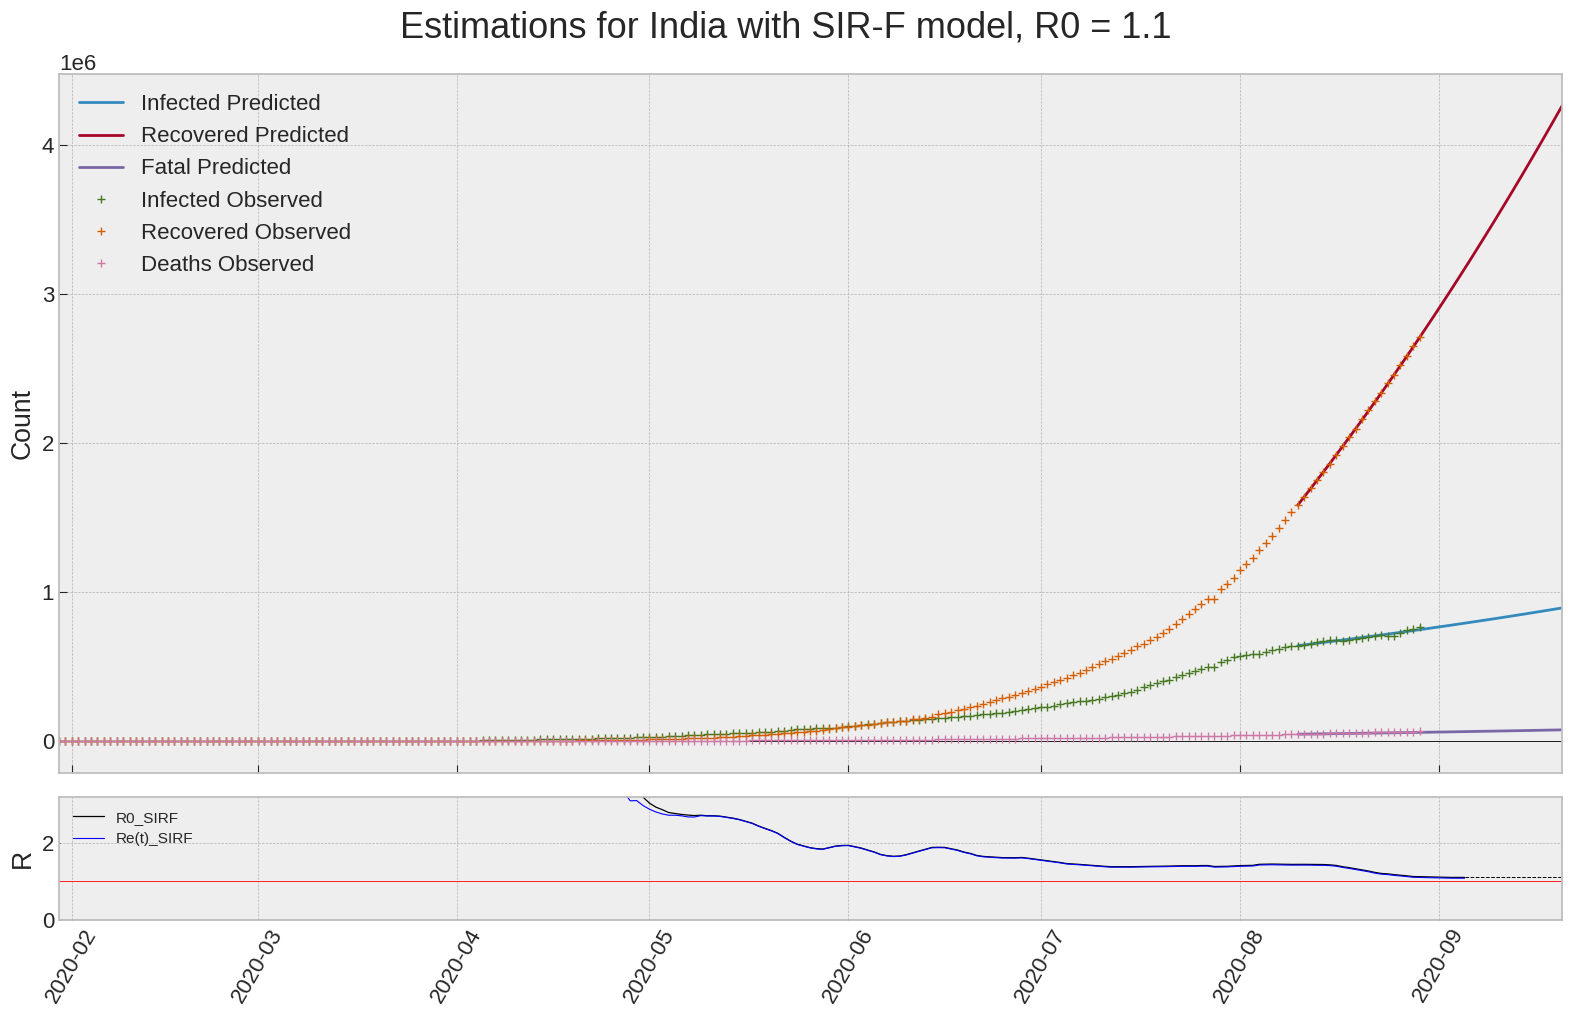 Estimations for India with SIR-F model, R0 = 1.1
1e6
Infected Predicted
Recovered Predicted
Fatal Predicted
Infected Observed
Recovered Observed
Deaths Observed
4
3
2
1
0
Count
R0_SIRF
Re(t)_SIRF
2
0
R
2020-02
2020-03
2020-04
2020-05
2020-06
2020-07
2020-08
2020-09